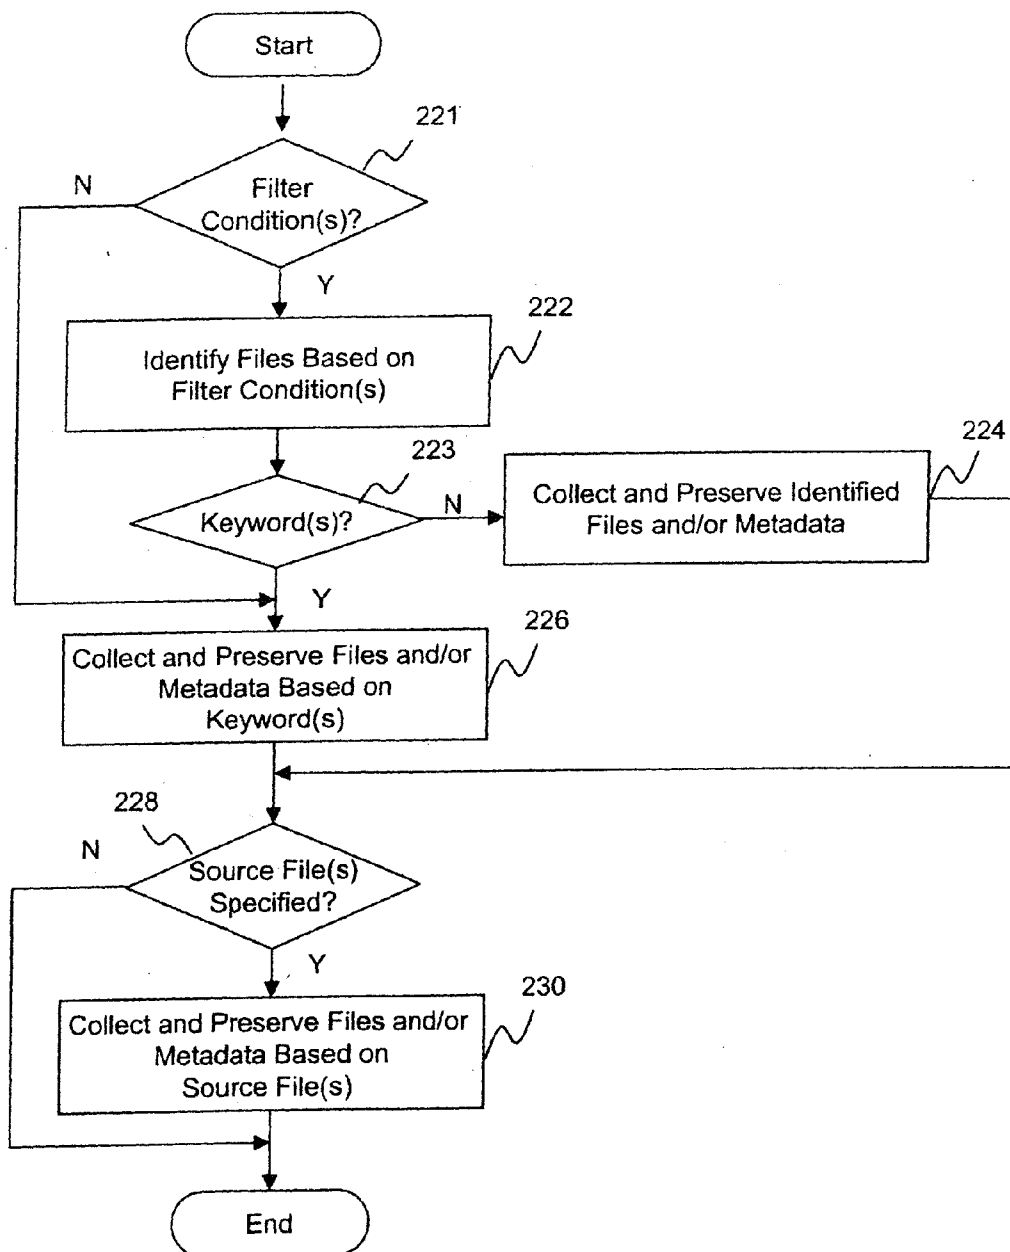 Start
221
N
Filter
Condition(s)?
Y
222
Identify Files Based on
Filter Condition(s)
223
224
Keyword(s)?
N
Collect and Preserve Identified
Files and/or Metadata
Y
226
Collect and Preserve Files and/or
Metadata Based on
Keyword(s)
228
N
Source File(s)
Specified?
Y
230
Collect and Preserve Files and/or
Metadata Based on
Source File(s)
End